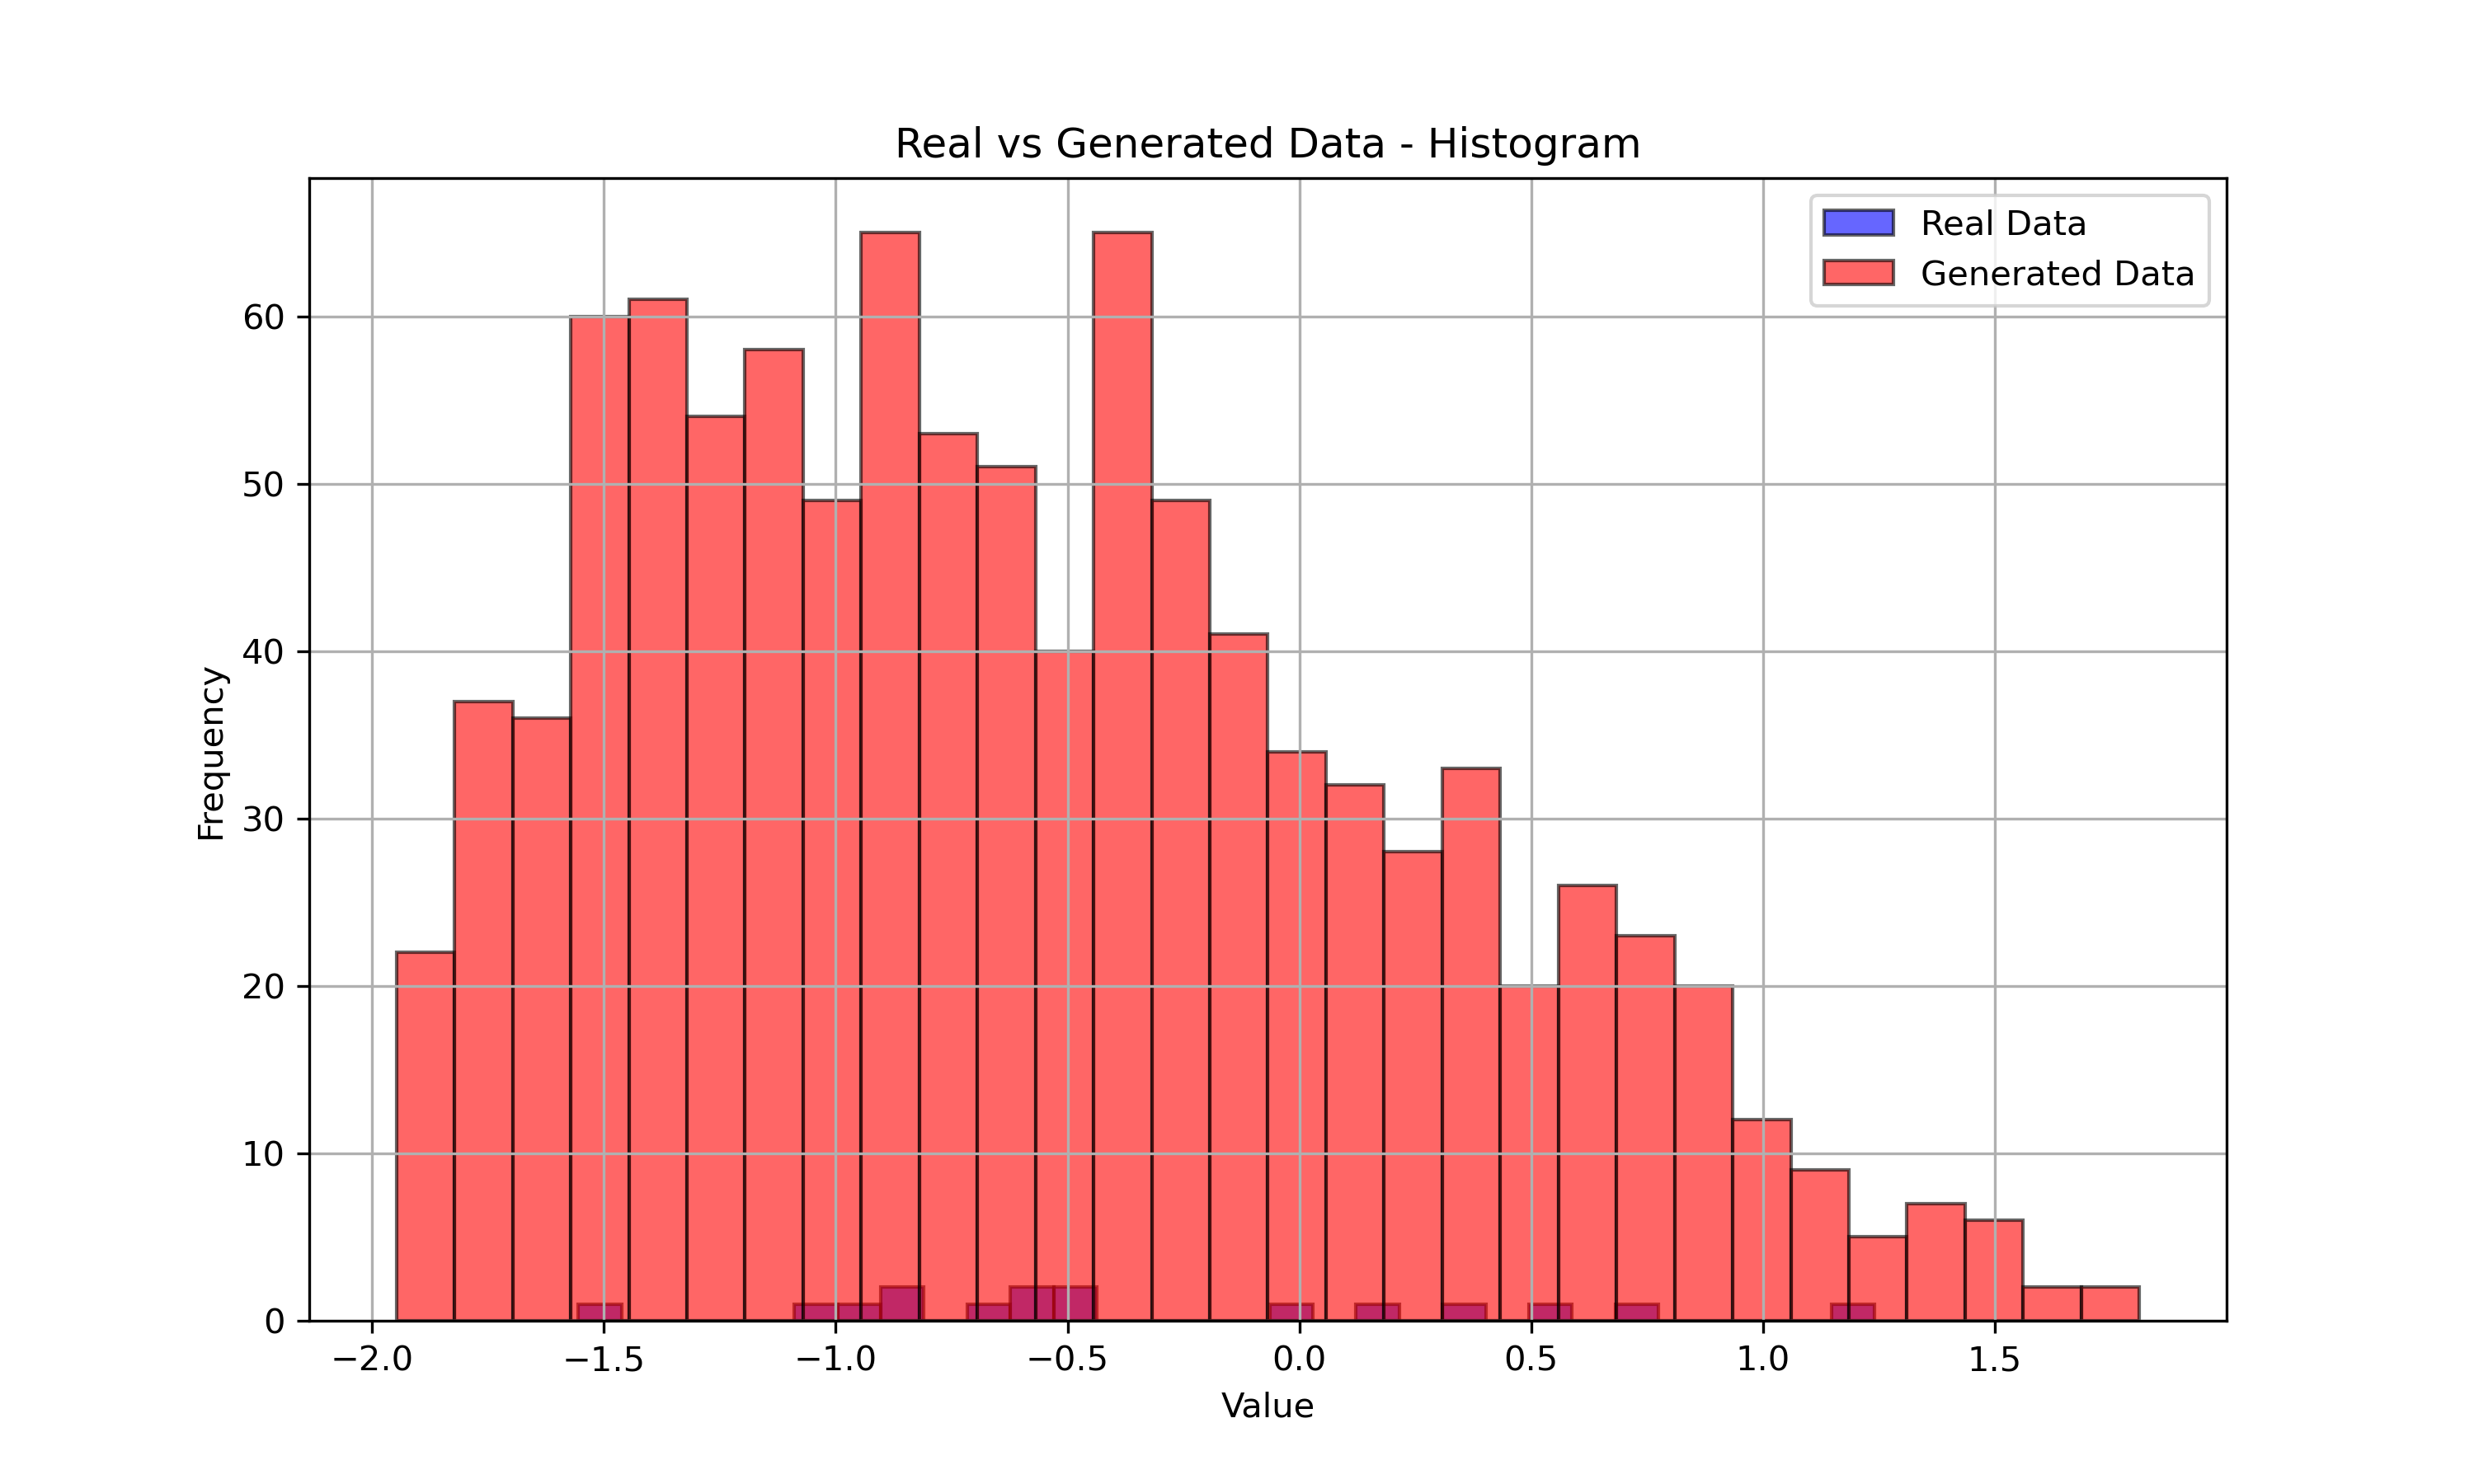 Real vs Generated Data - Histogram
Real Data
Generated Data
Frequency
60
50
40
30
20
10
0
−2.0 −1.5 −1.0 −0.5 0.0 0.5 1.0 1.5
Value